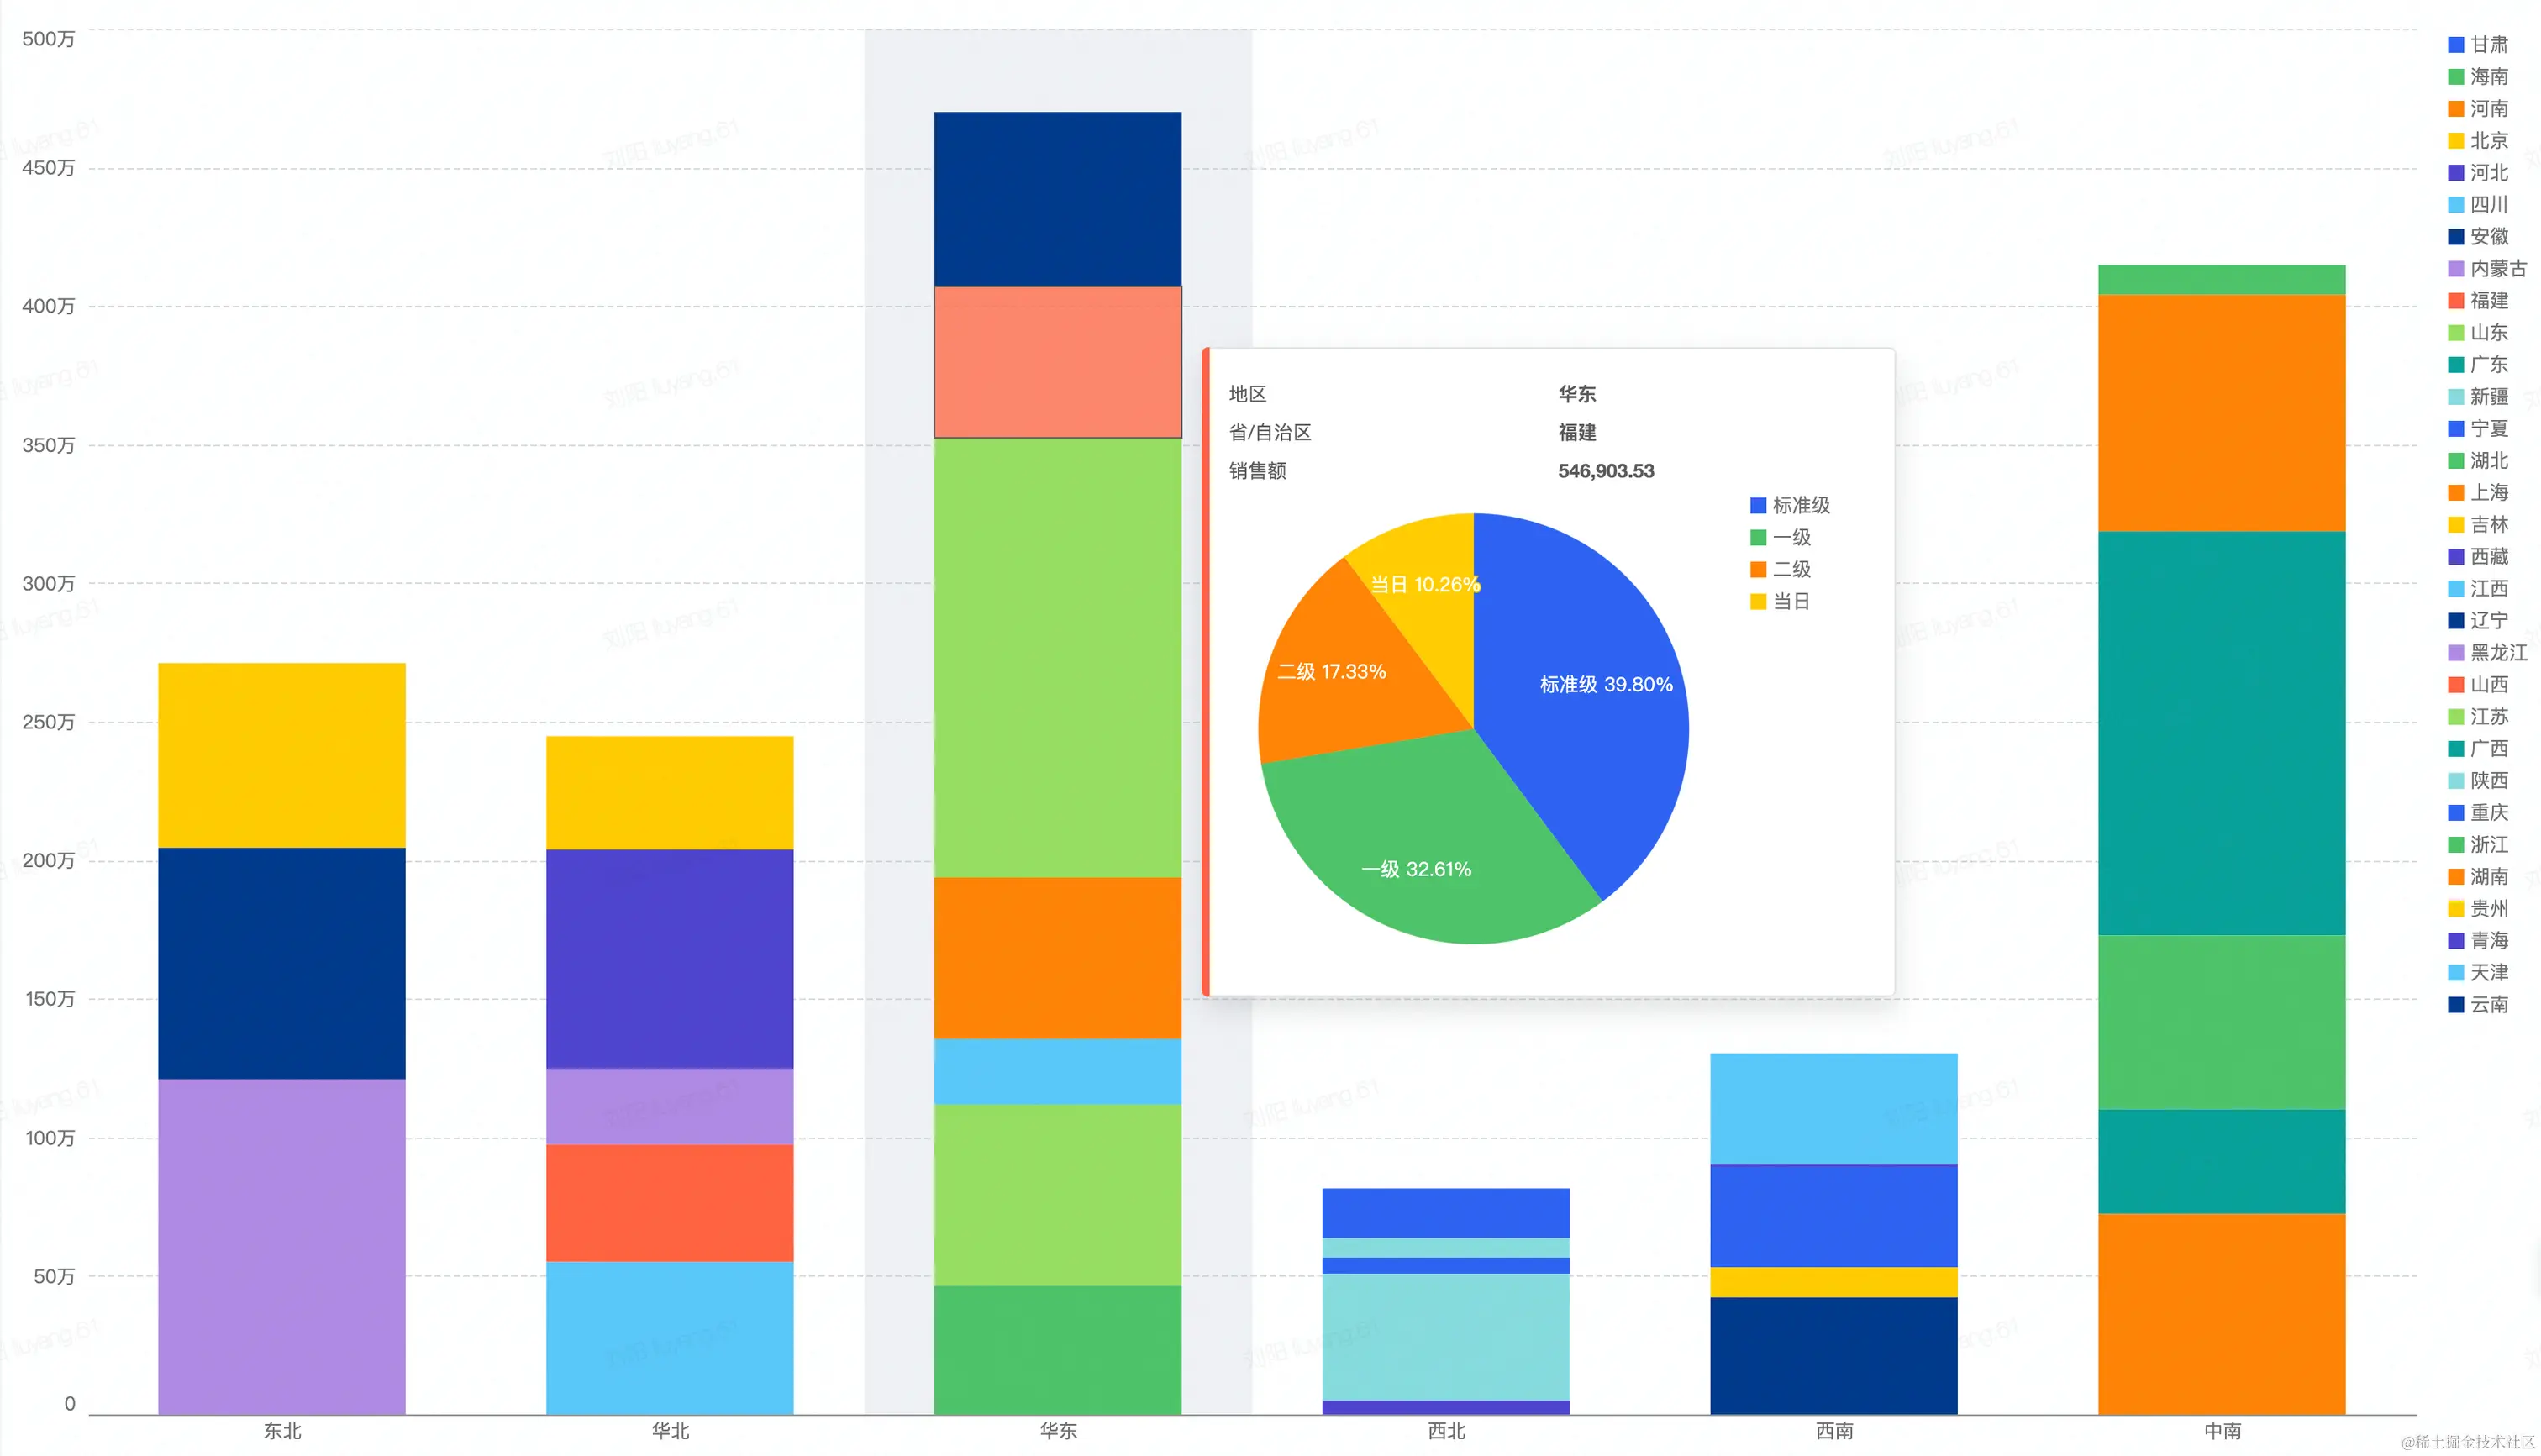 500万
450万
400万
350万
300万
250万
200万
150万
100万
50万
0
东北
华北
华东
西北
西南
中南
地区 华东
省/自治区 福建
销售额 546,903.53
标准级
一级
二级
当日
当日 10.26%
二级 17.33%
标准级 39.80%
一级 32.61%
甘肃
海南
河南
北京
河北
四川
安徽
内蒙古
福建
山东
广东
新疆
宁夏
湖北
上海
吉林
西藏
江西
辽宁
黑龙江
山西
江苏
广西
陕西
重庆
浙江
湖南
贵州
青海
天津
云南
刘阳 liuyang.61
@稀土掘金技术社区